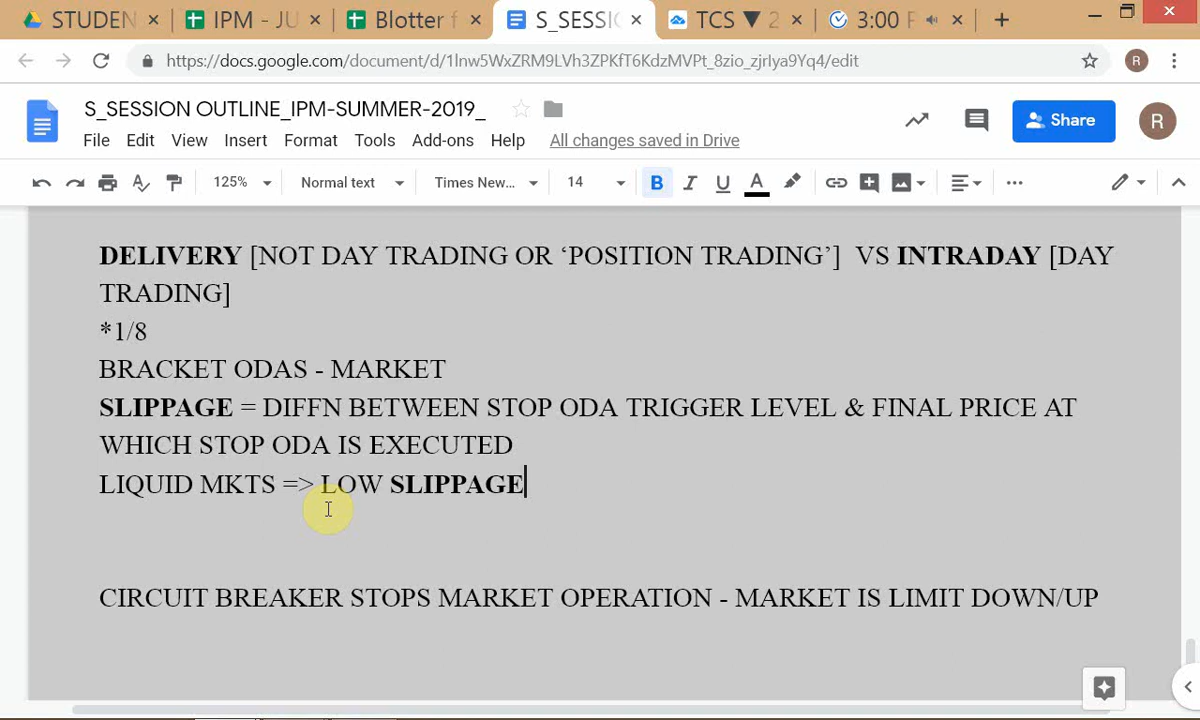 STUDEN
IPM - JU
Blotter f
S_SESSI
TCS ▼ 2
3:00
https://docs.google.com/document/d/1lnw5WxZRM9LVh3ZPKfT6KdzMVPt_8zio_zjrlya9Yq4/edit
R
S_SESSION OUTLINE_IPM-SUMMER-2019_
Share
R
File Edit View Insert Format Tools Add-ons Help All changes saved in Drive
125% Normal text Times New... 14 B I U A
DELIVERY [NOT DAY TRADING OR ‘POSITION TRADING’] VS INTRADAY [DAY
TRADING]
*1/8
BRACKET ODAS - MARKET
SLIPPAGE = DIFFN BETWEEN STOP ODA TRIGGER LEVEL & FINAL PRICE AT
WHICH STOP ODA IS EXECUTED
LIQUID MKTS => LOW SLIPPAGE
CIRCUIT BREAKER STOPS MARKET OPERATION - MARKET IS LIMIT DOWN/UP